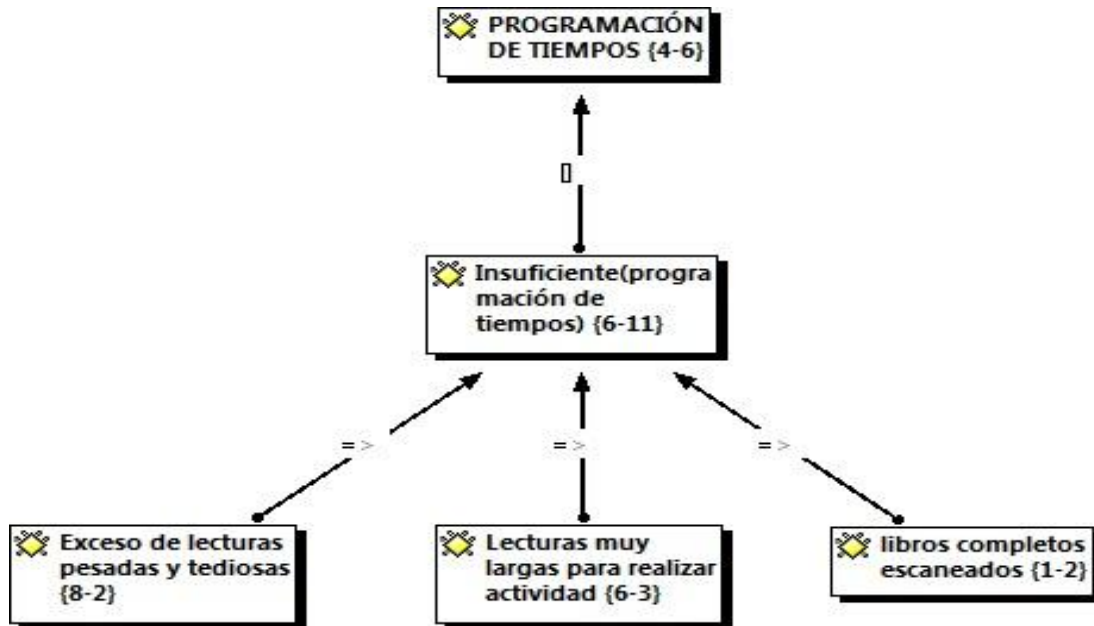 PROGRAMACIÓN
DE TIEMPOS {4-6}
[]
Insuficiente(progra
mación de
tiempos) {6-11}
= >
= >
= >
Exceso de lecturas
pesadas y tediosas
{8-2}
Lecturas muy
largas para realizar
actividad {6-3}
libros completos
escaneados {1-2}